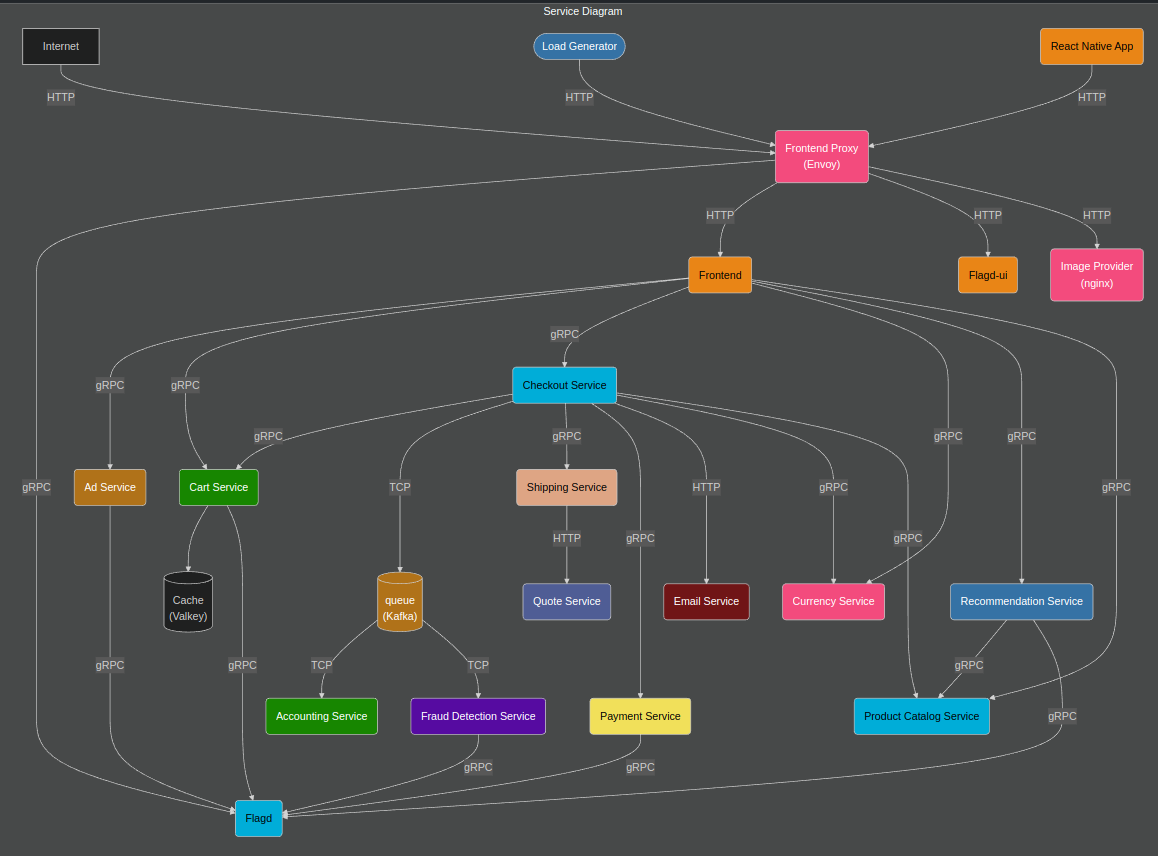 Service Diagram
Internet
Load Generator
React Native App
HTTP
HTTP
HTTP
Frontend Proxy
(Envoy)
HTTP
HTTP
HTTP
Frontend
Flagd-ui
Image Provider
(nginx)
gRPC
Checkout Service
gRPC
gRPC
gRPC
gRPC
gRPC
gRPC
gRPC
Ad Service
Cart Service
TCP
Shipping Service
HTTP
gRPC
gRPC
gRPC
HTTP
gRPC
gRPC
Cache
(Valkey)
queue
(Kafka)
Quote Service
Email Service
Currency Service
Recommendation Service
gRPC
gRPC
TCP
TCP
gRPC
Accounting Service
Fraud Detection Service
Payment Service
Product Catalog Service
gRPC
gRPC
gRPC
Flagd